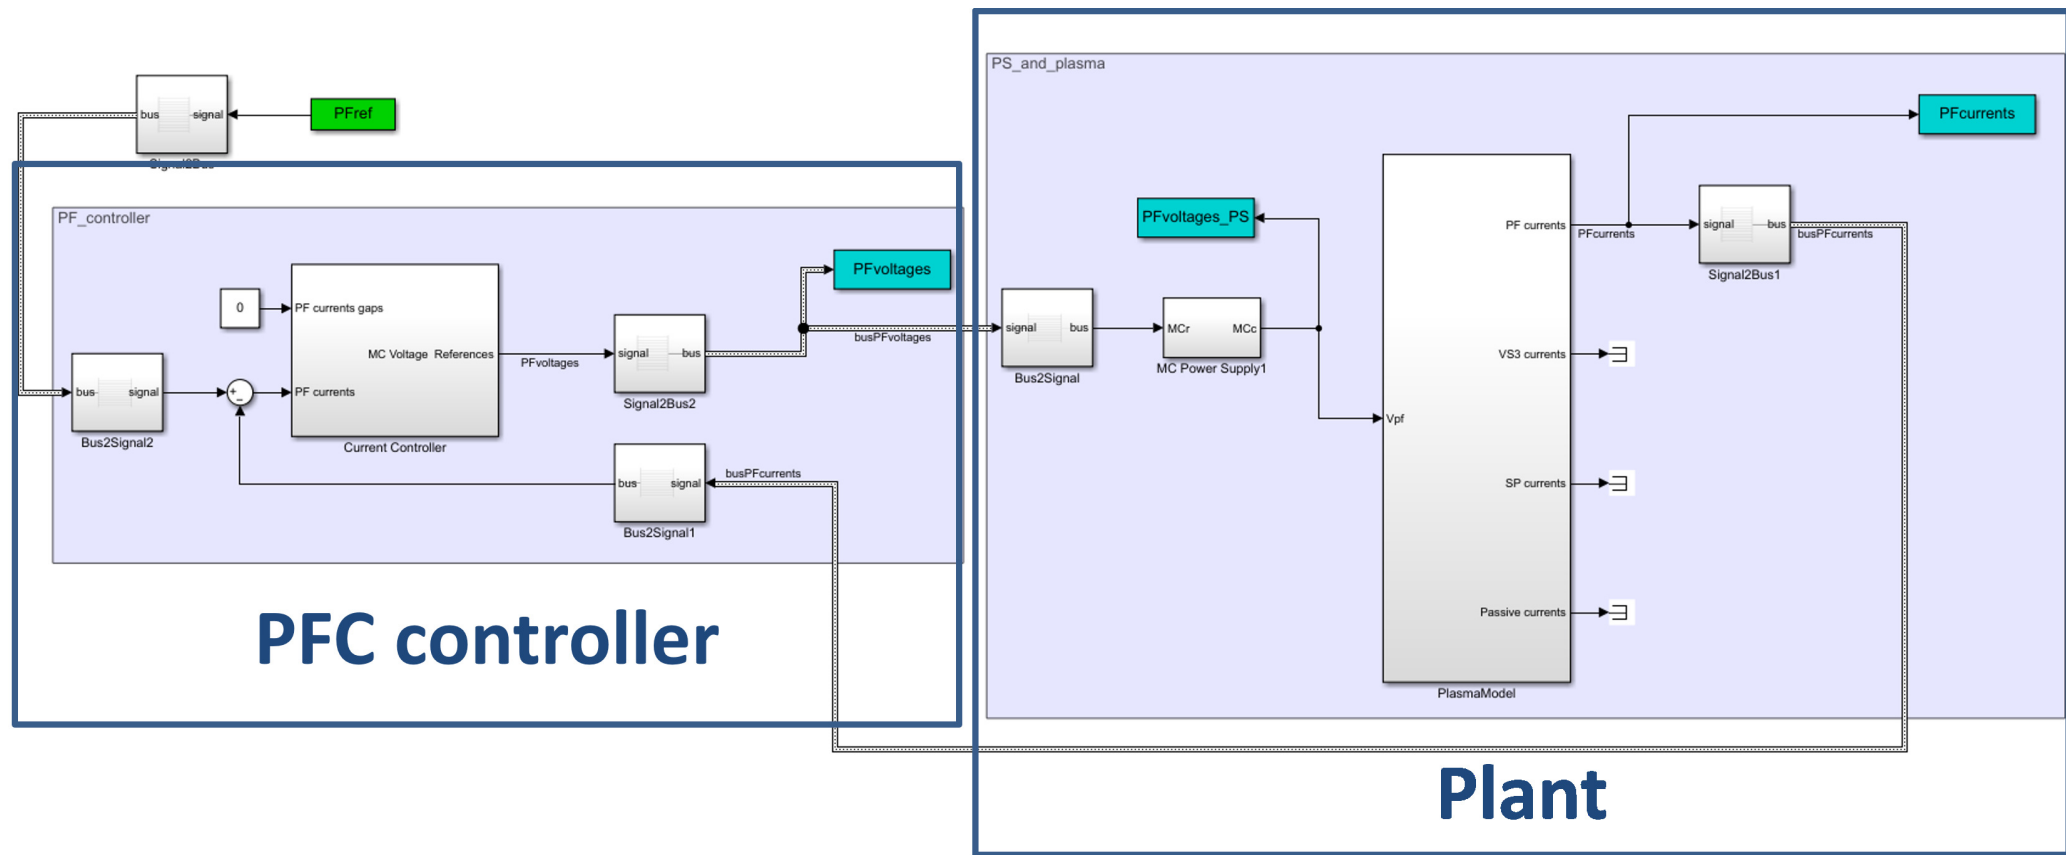 PS_and_plasma
bus signal
PFref
Signal2Bus
PFcurrents
PF_controller
PFvoltages_PS
PF currents
PFcurrents
signal bus
busPFcurrents
Signal2Bus1
PFvoltages
0
PF currents gaps
MC Voltage References
PFvoltages
signal bus
Signal2Bus2
busPFvoltages
signal bus
Bus2Signal
MCr MCc
MC Power Supply1
VS3 currents
bus signal
Bus2Signal2
+
-
PF currents
Current Controller
Vpf
busPFcurrents
bus signal
Bus2Signal1
SP currents
Passive currents
PlasmaModel
PFC controller
Plant